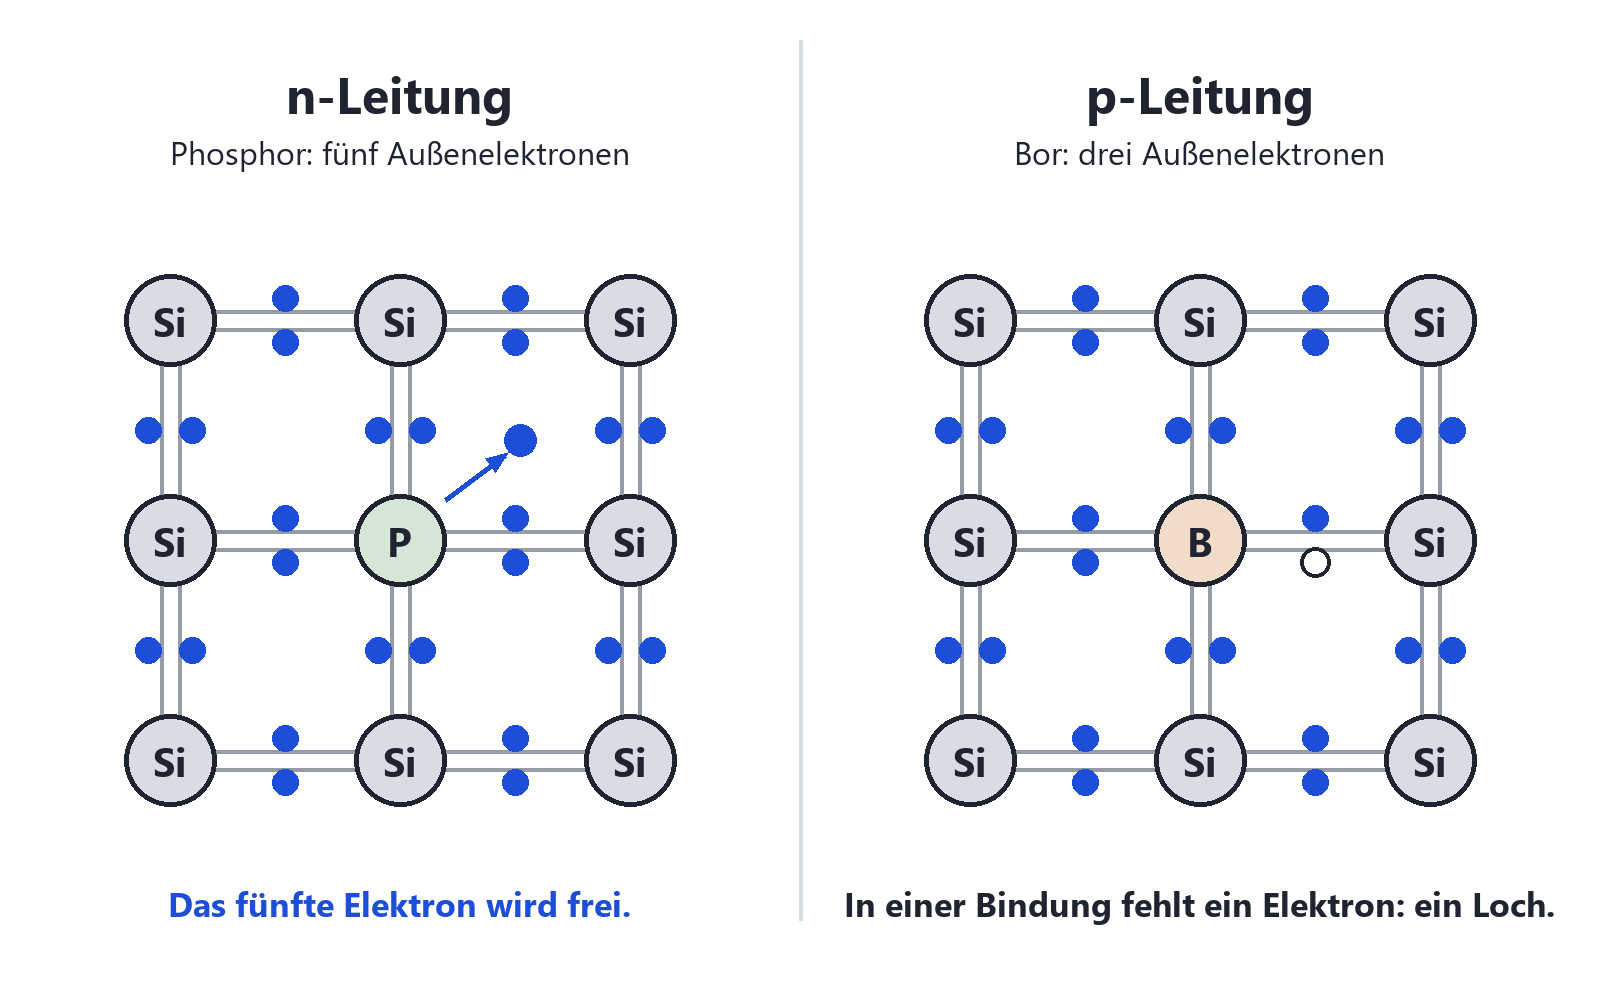 n-Leitung
Phosphor: fünf Außenelektronen
Si Si Si
Si P Si
Si Si Si
Das fünfte Elektron wird frei.
p-Leitung
Bor: drei Außenelektronen
Si Si Si
Si B Si
Si Si Si
In einer Bindung fehlt ein Elektron: ein Loch.